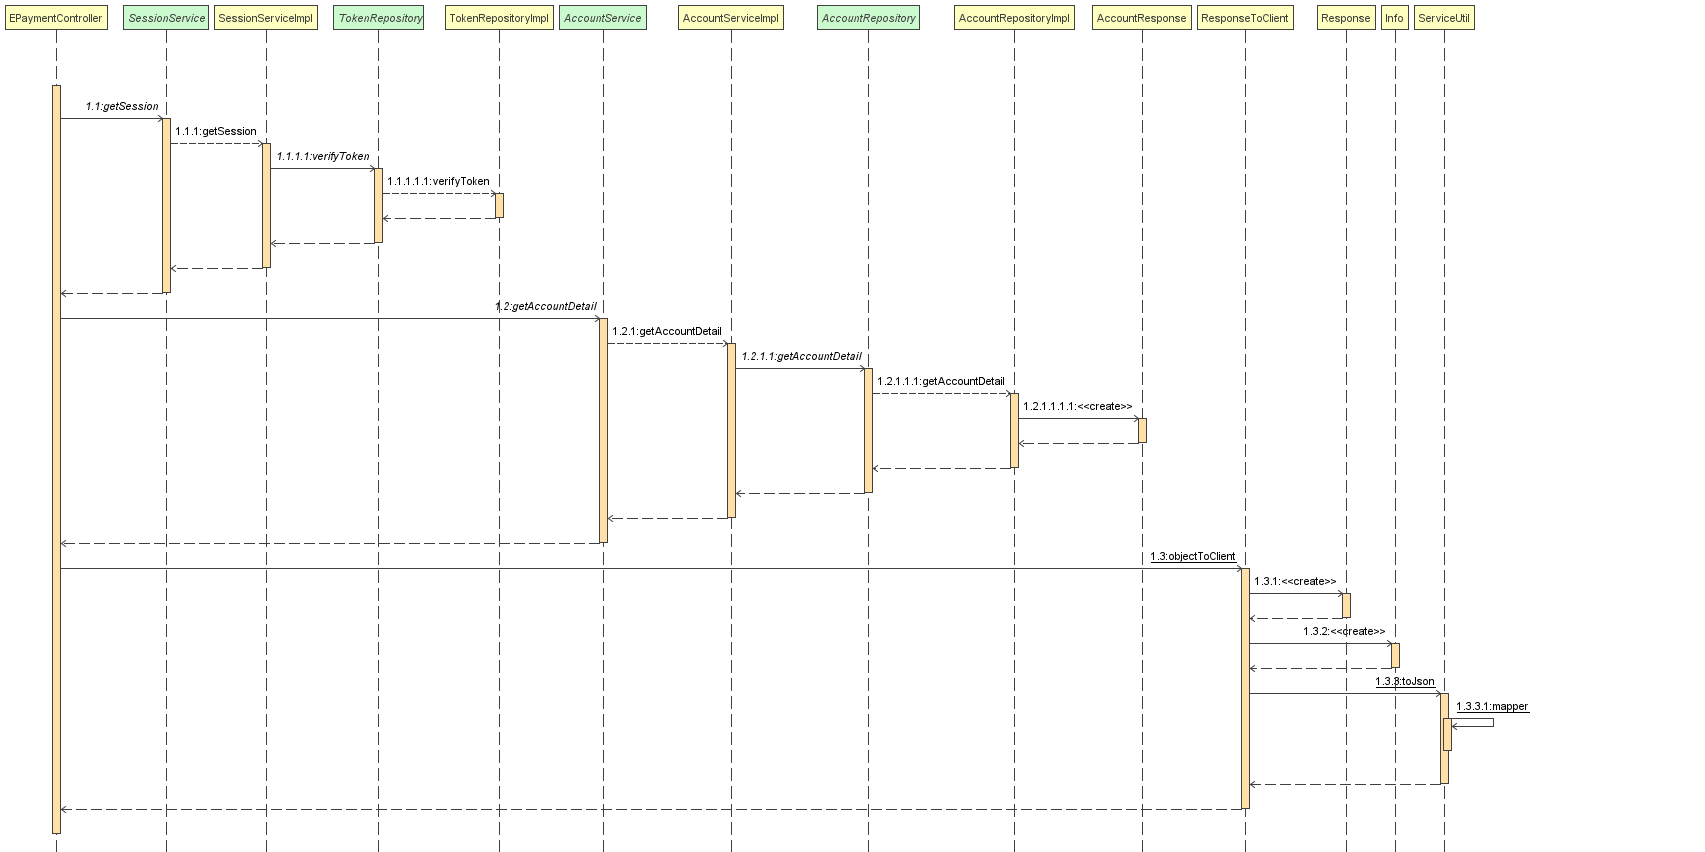 EPaymentController
SessionService
SessionServiceImpl
TokenRepository
TokenRepositoryImpl
AccountService
AccountServiceImpl
AccountRepository
AccountRepositoryImpl
AccountResponse
ResponseToClient
Response
Info
ServiceUtil
1.1:getSession
1.1.1:getSession
1.1.1.1:verifyToken
1.1.1.1.1:verifyToken
1.2:getAccountDetail
1.2.1:getAccountDetail
1.2.1.1:getAccountDetail
1.2.1.1.1:getAccountDetail
1.2.1.1.1.1:<<create>>
1.3:objectToClient
1.3.1:<<create>>
1.3.2:<<create>>
1.3.3:toJson
1.3.3.1:mapper